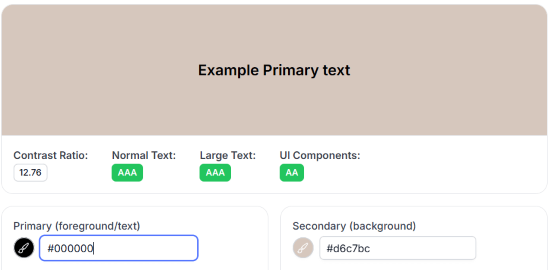 Example Primary text
Contrast Ratio: Normal Text: Large Text: UI Components:
12.76 AAA AAA AA
Primary (foreground/text) Secondary (background)
#000000 #d6c7bc